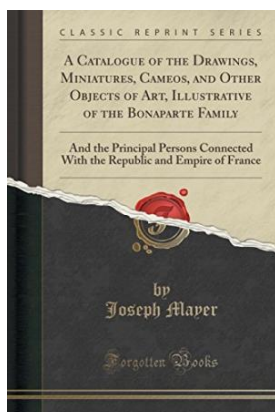 CLASSIC REPRINT SERIES
A Catalogue of the Drawings,
Miniatures, Cameos, and Other
Objects of Art, Illustrative
of the Bonaparte Family
And the Principal Persons Connected
With the Republic and Empire of France
by
Joseph Mayer
Forgotten Books